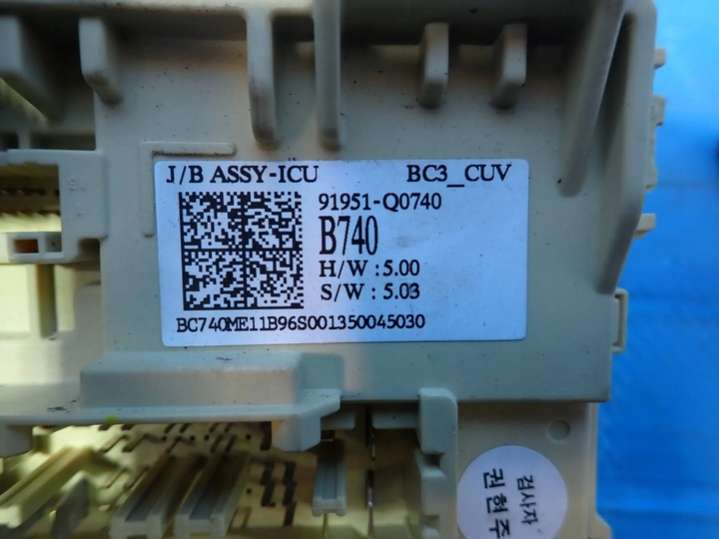 J/B ASSY-ICU BC3_CUV
91951-Q0740
B740
H/W : 5.00
S/W : 5.03
BC740ME11B96S001350045030
검사자
권현주